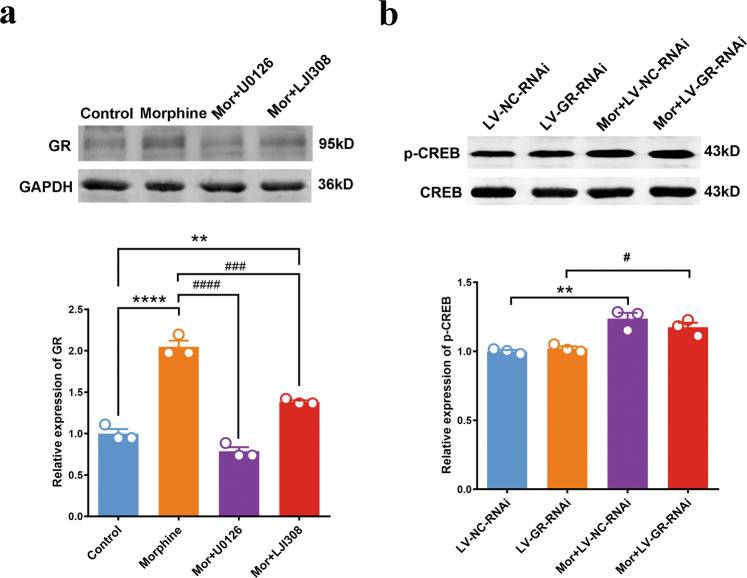 a
Control Morphine Mor+U0126 Mor+LJI308
GR 95kD
GAPDH 36kD
**
###
####
****
Relative expression of GR
2.5
2.0
1.5
1.0
0.5
0.0
Control Morphine Mor+U0126 Mor+LJI308
b
LV-NC-RNAi LV-GR-RNAi Mor+LV-NC-RNAi Mor+LV-GR-RNAi
p-CREB 43kD
CREB 43kD
#
**
Relative expression of p-CREB
1.5
1.0
0.5
0.0
LV-NC-RNAi LV-GR-RNAi Mor+LV-NC-RNAi Mor+LV-GR-RNAi